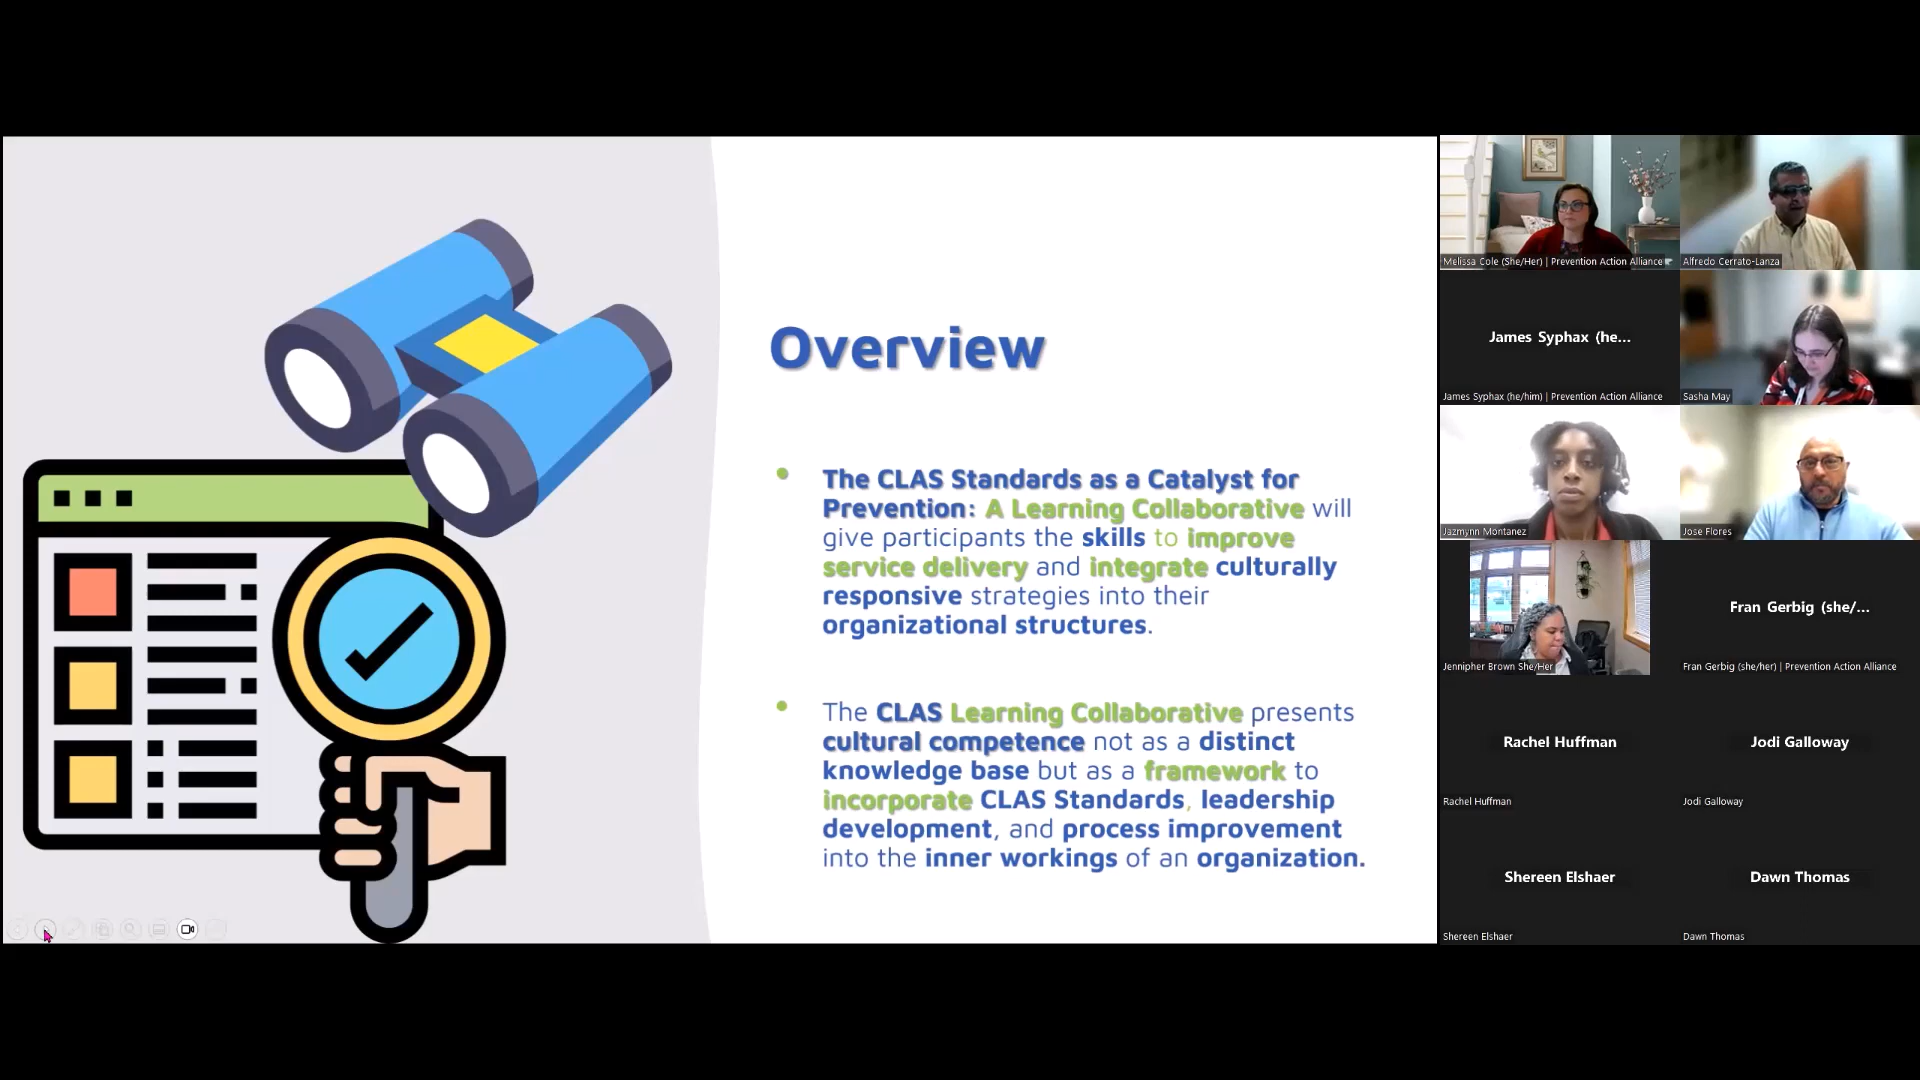 Overview
The CLAS Standards as a Catalyst for
Prevention: A Learning Collaborative will
give participants the skills to improve
service delivery and integrate culturally
responsive strategies into their
organizational structures.
The CLAS Learning Collaborative presents
cultural competence not as a distinct
knowledge base but as a framework to
incorporate CLAS Standards, leadership
development, and process improvement
into the inner workings of an organization.
Melissa Cole (She/Her) | Prevention Action Alliance
Alfredo Cerrato-Lanza
James Syphax (he...
James Syphax (he/him) | Prevention Action Alliance
Sasha May
Jazmynn Montanez
Jose Flores
Jennipher Brown She/Her
Fran Gerbig (she/...
Fran Gerbig (she/her) | Prevention Action Alliance
Rachel Huffman
Rachel Huffman
Jodi Galloway
Jodi Galloway
Shereen Elshaer
Shereen Elshaer
Dawn Thomas
Dawn Thomas